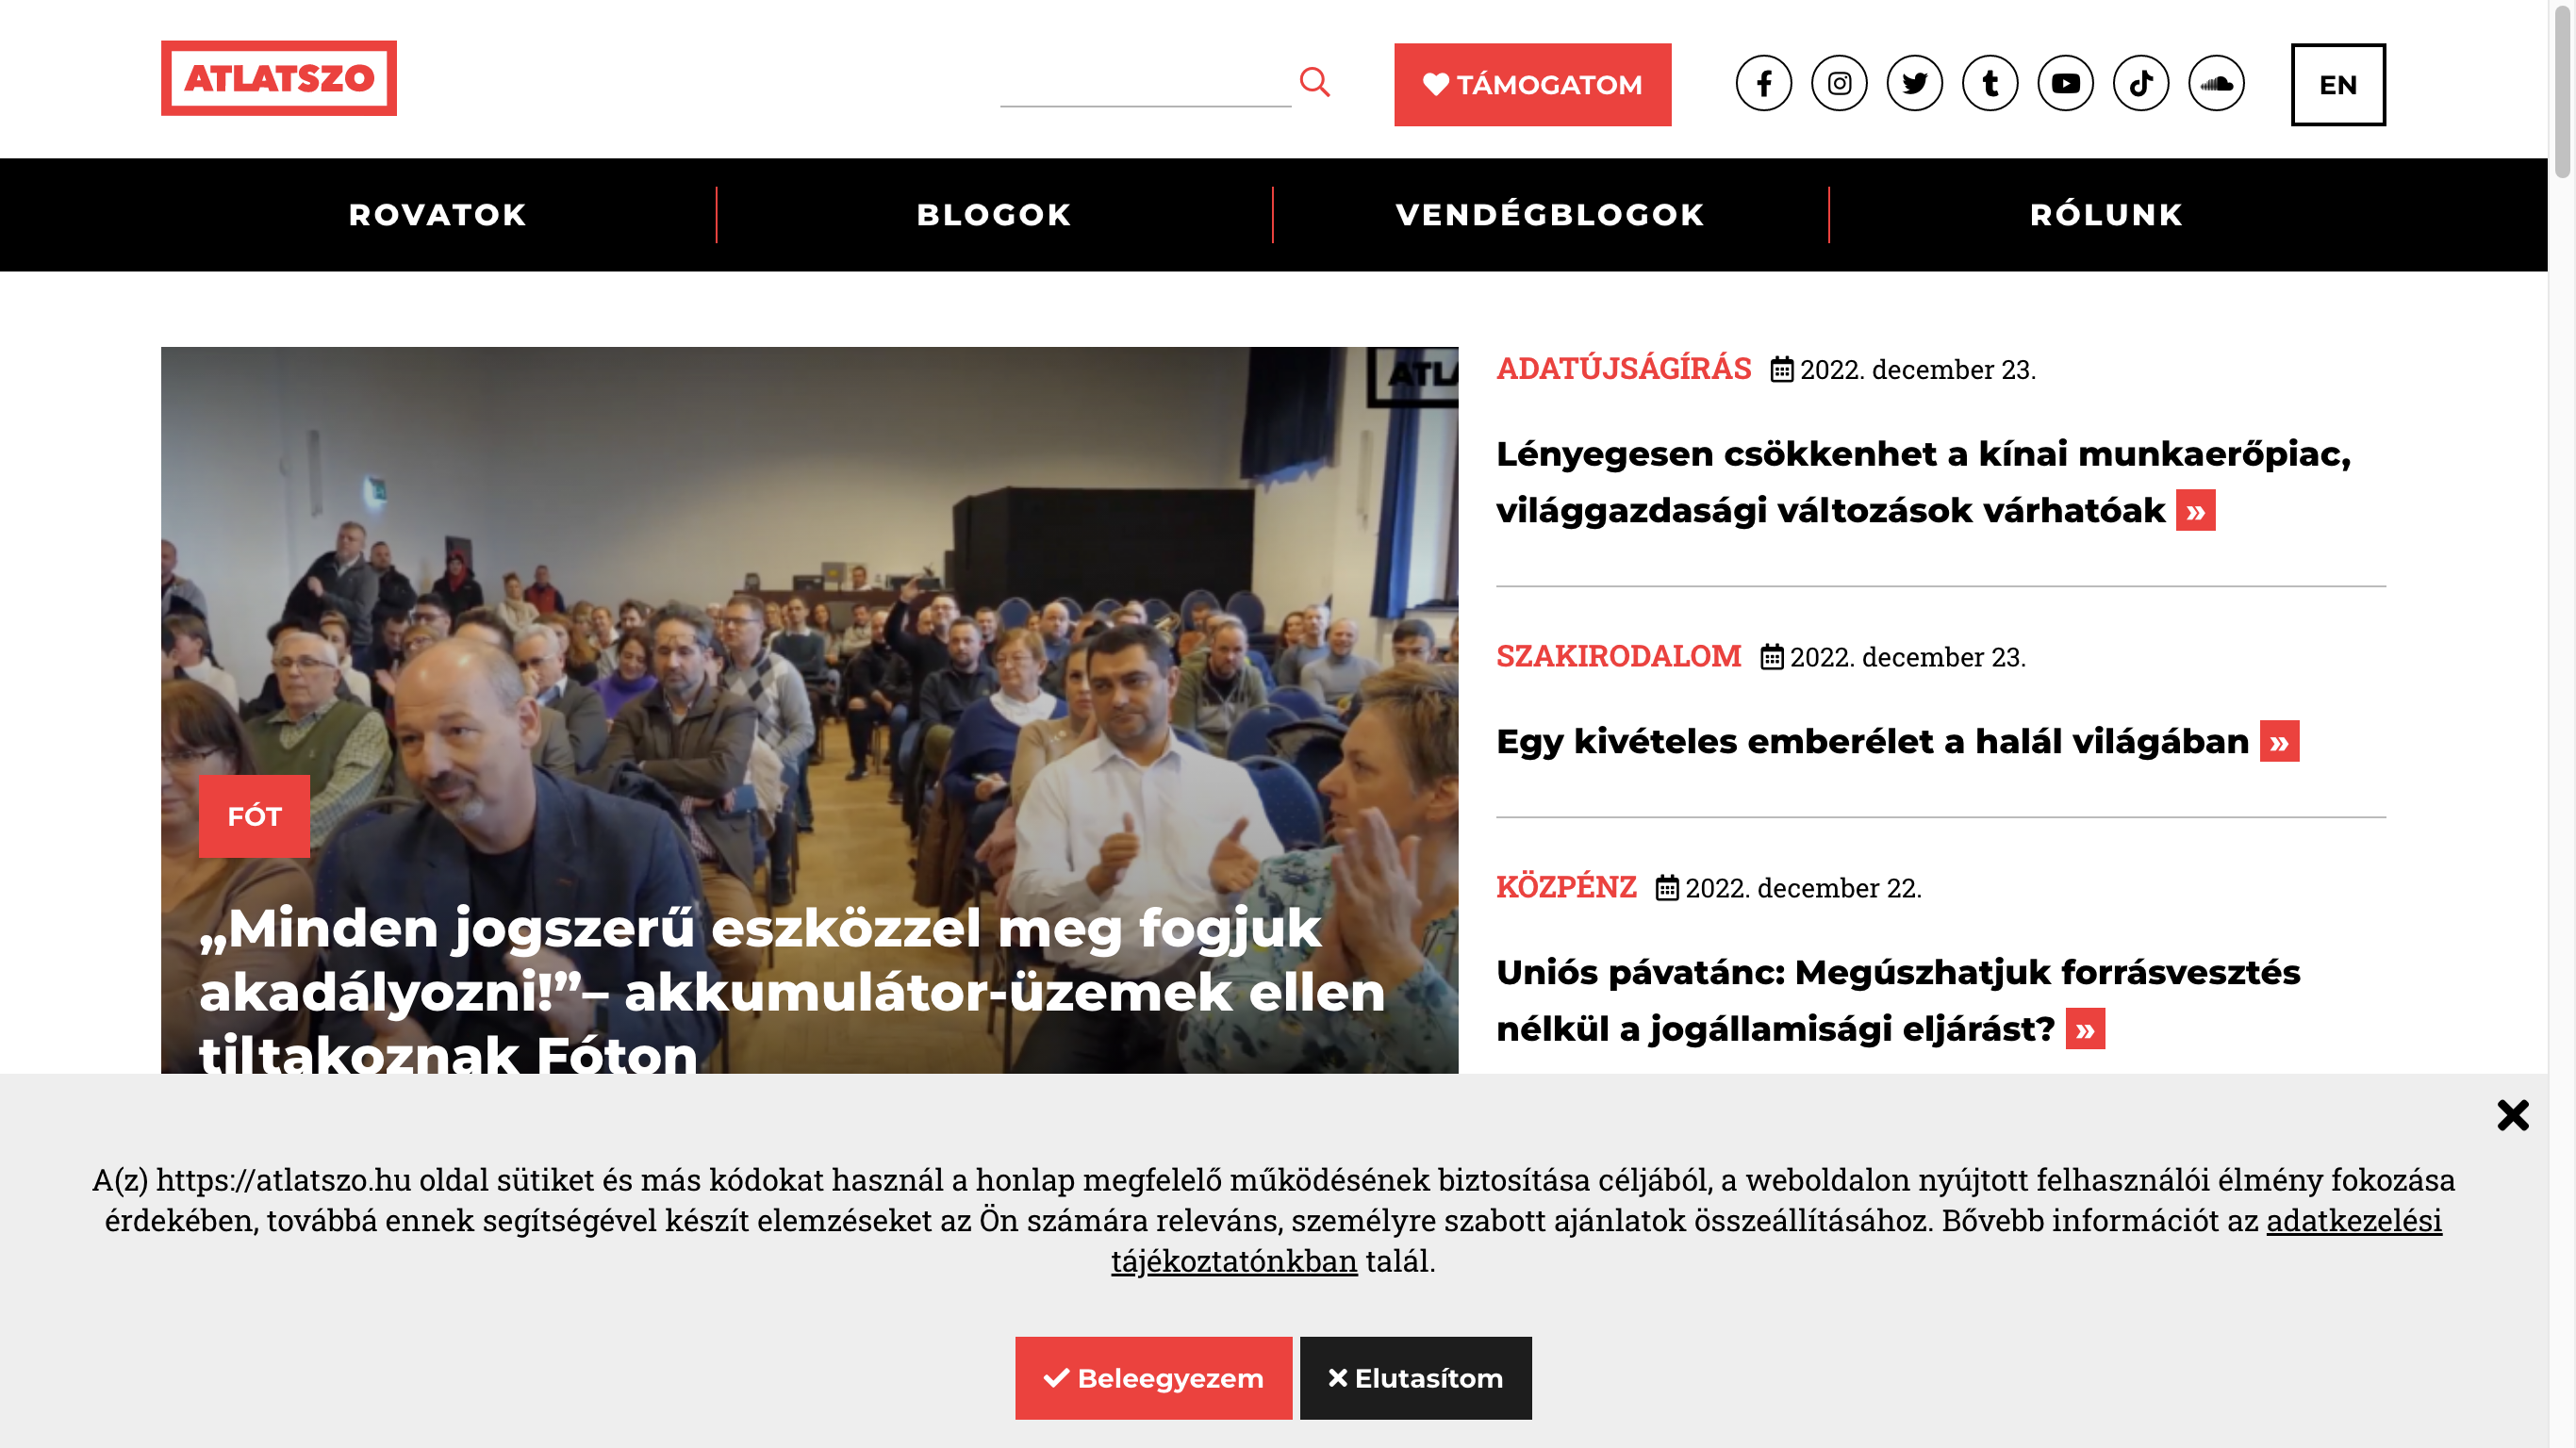 ATLATSZO
TÁMOGATOM
EN
ROVATOK
BLOGOK
VENDÉGBLOGOK
RÓLUNK
FÓT
„Minden jogszerű eszközzel meg fogjuk
akadályozni!”– akkumulátor-üzemek ellen
tiltakoznak Fóton
ADATÚJSÁGÍRÁS 2022. december 23.
Lényegesen csökkenhet a kínai munkaerőpiac,
világgazdasági változások várhatóak »
SZAKIRODALOM 2022. december 23.
Egy kivételes emberélet a halál világában »
KÖZPÉNZ 2022. december 22.
Uniós pávatánc: Megúszhatjuk forrásvesztés
nélkül a jogállamisági eljárást? »
A(z) https://atlatszo.hu oldal sütiket és más kódokat használ a honlap megfelelő működésének biztosítása céljából, a weboldalon nyújtott felhasználói élmény fokozása
érdekében, továbbá ennek segítségével készít elemzéseket az Ön számára releváns, személyre szabott ajánlatok összeállításához. Bővebb információt az adatkezelési
tájékoztatónkban talál.
Beleegyezem
Elutasítom